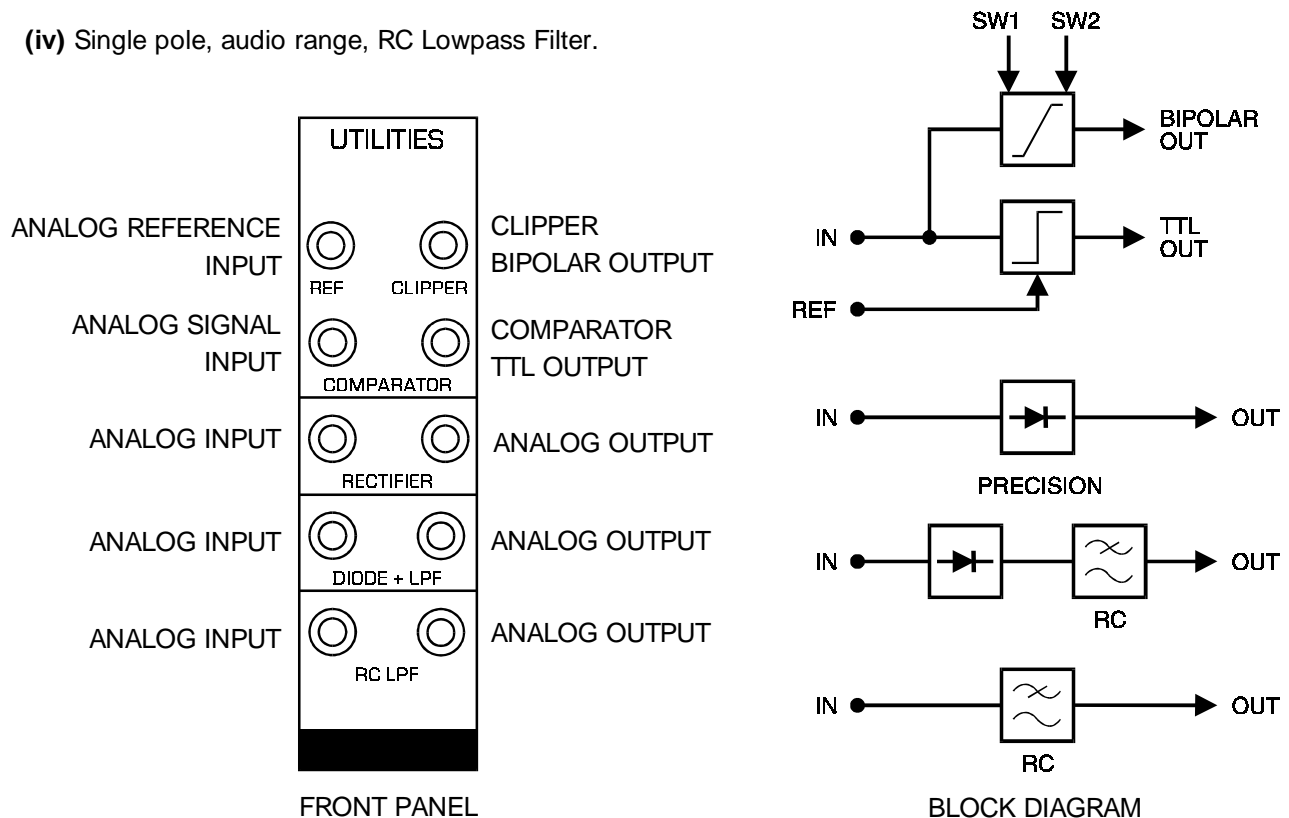 (iv) Single pole, audio range, RC Lowpass Filter.
UTILITIES
ANALOG REFERENCE
INPUT
CLIPPER
BIPOLAR OUTPUT
REF CLIPPER
ANALOG SIGNAL
INPUT
COMPARATOR
TTL OUTPUT
COMPARATOR
ANALOG INPUT
ANALOG OUTPUT
RECTIFIER
ANALOG INPUT
ANALOG OUTPUT
DIODE + LPF
ANALOG INPUT
ANALOG OUTPUT
RC LPF
FRONT PANEL
SW1 SW2
BIPOLAR
OUT
IN
TTL
OUT
REF
IN
OUT
PRECISION
IN
OUT
RC
IN
OUT
RC
BLOCK DIAGRAM